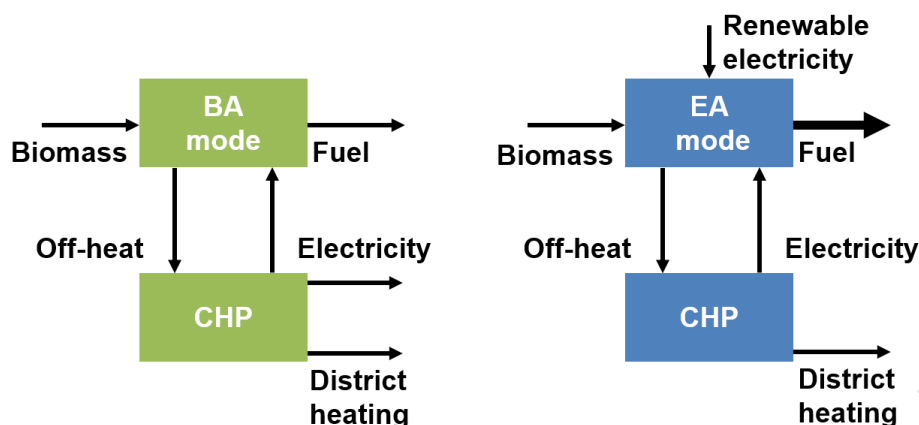 BA
mode
Biomass
Fuel
Off-heat
Electricity
CHP
District
heating
Renewable
electricity
EA
mode
Biomass
Fuel
Off-heat
Electricity
CHP
District
heating